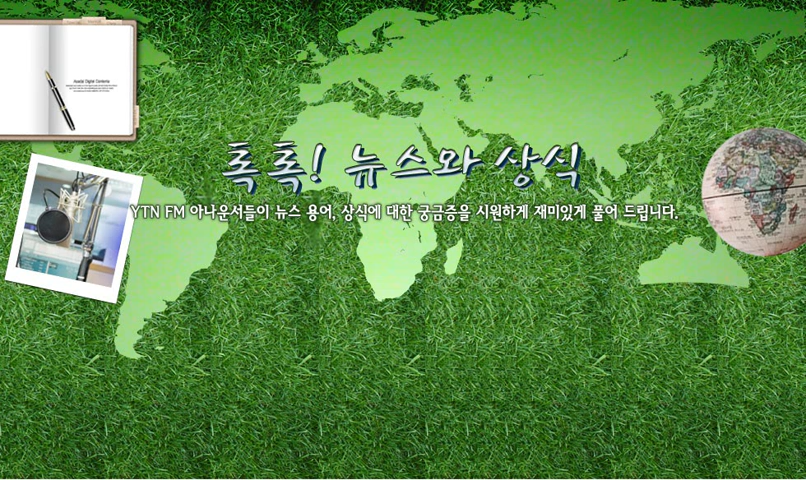 톡톡! 뉴스와 상식
YTN FM 아나운서들이 뉴스 용어, 상식에 대한 궁금증을 시원하게 재미있게 풀어 드립니다.